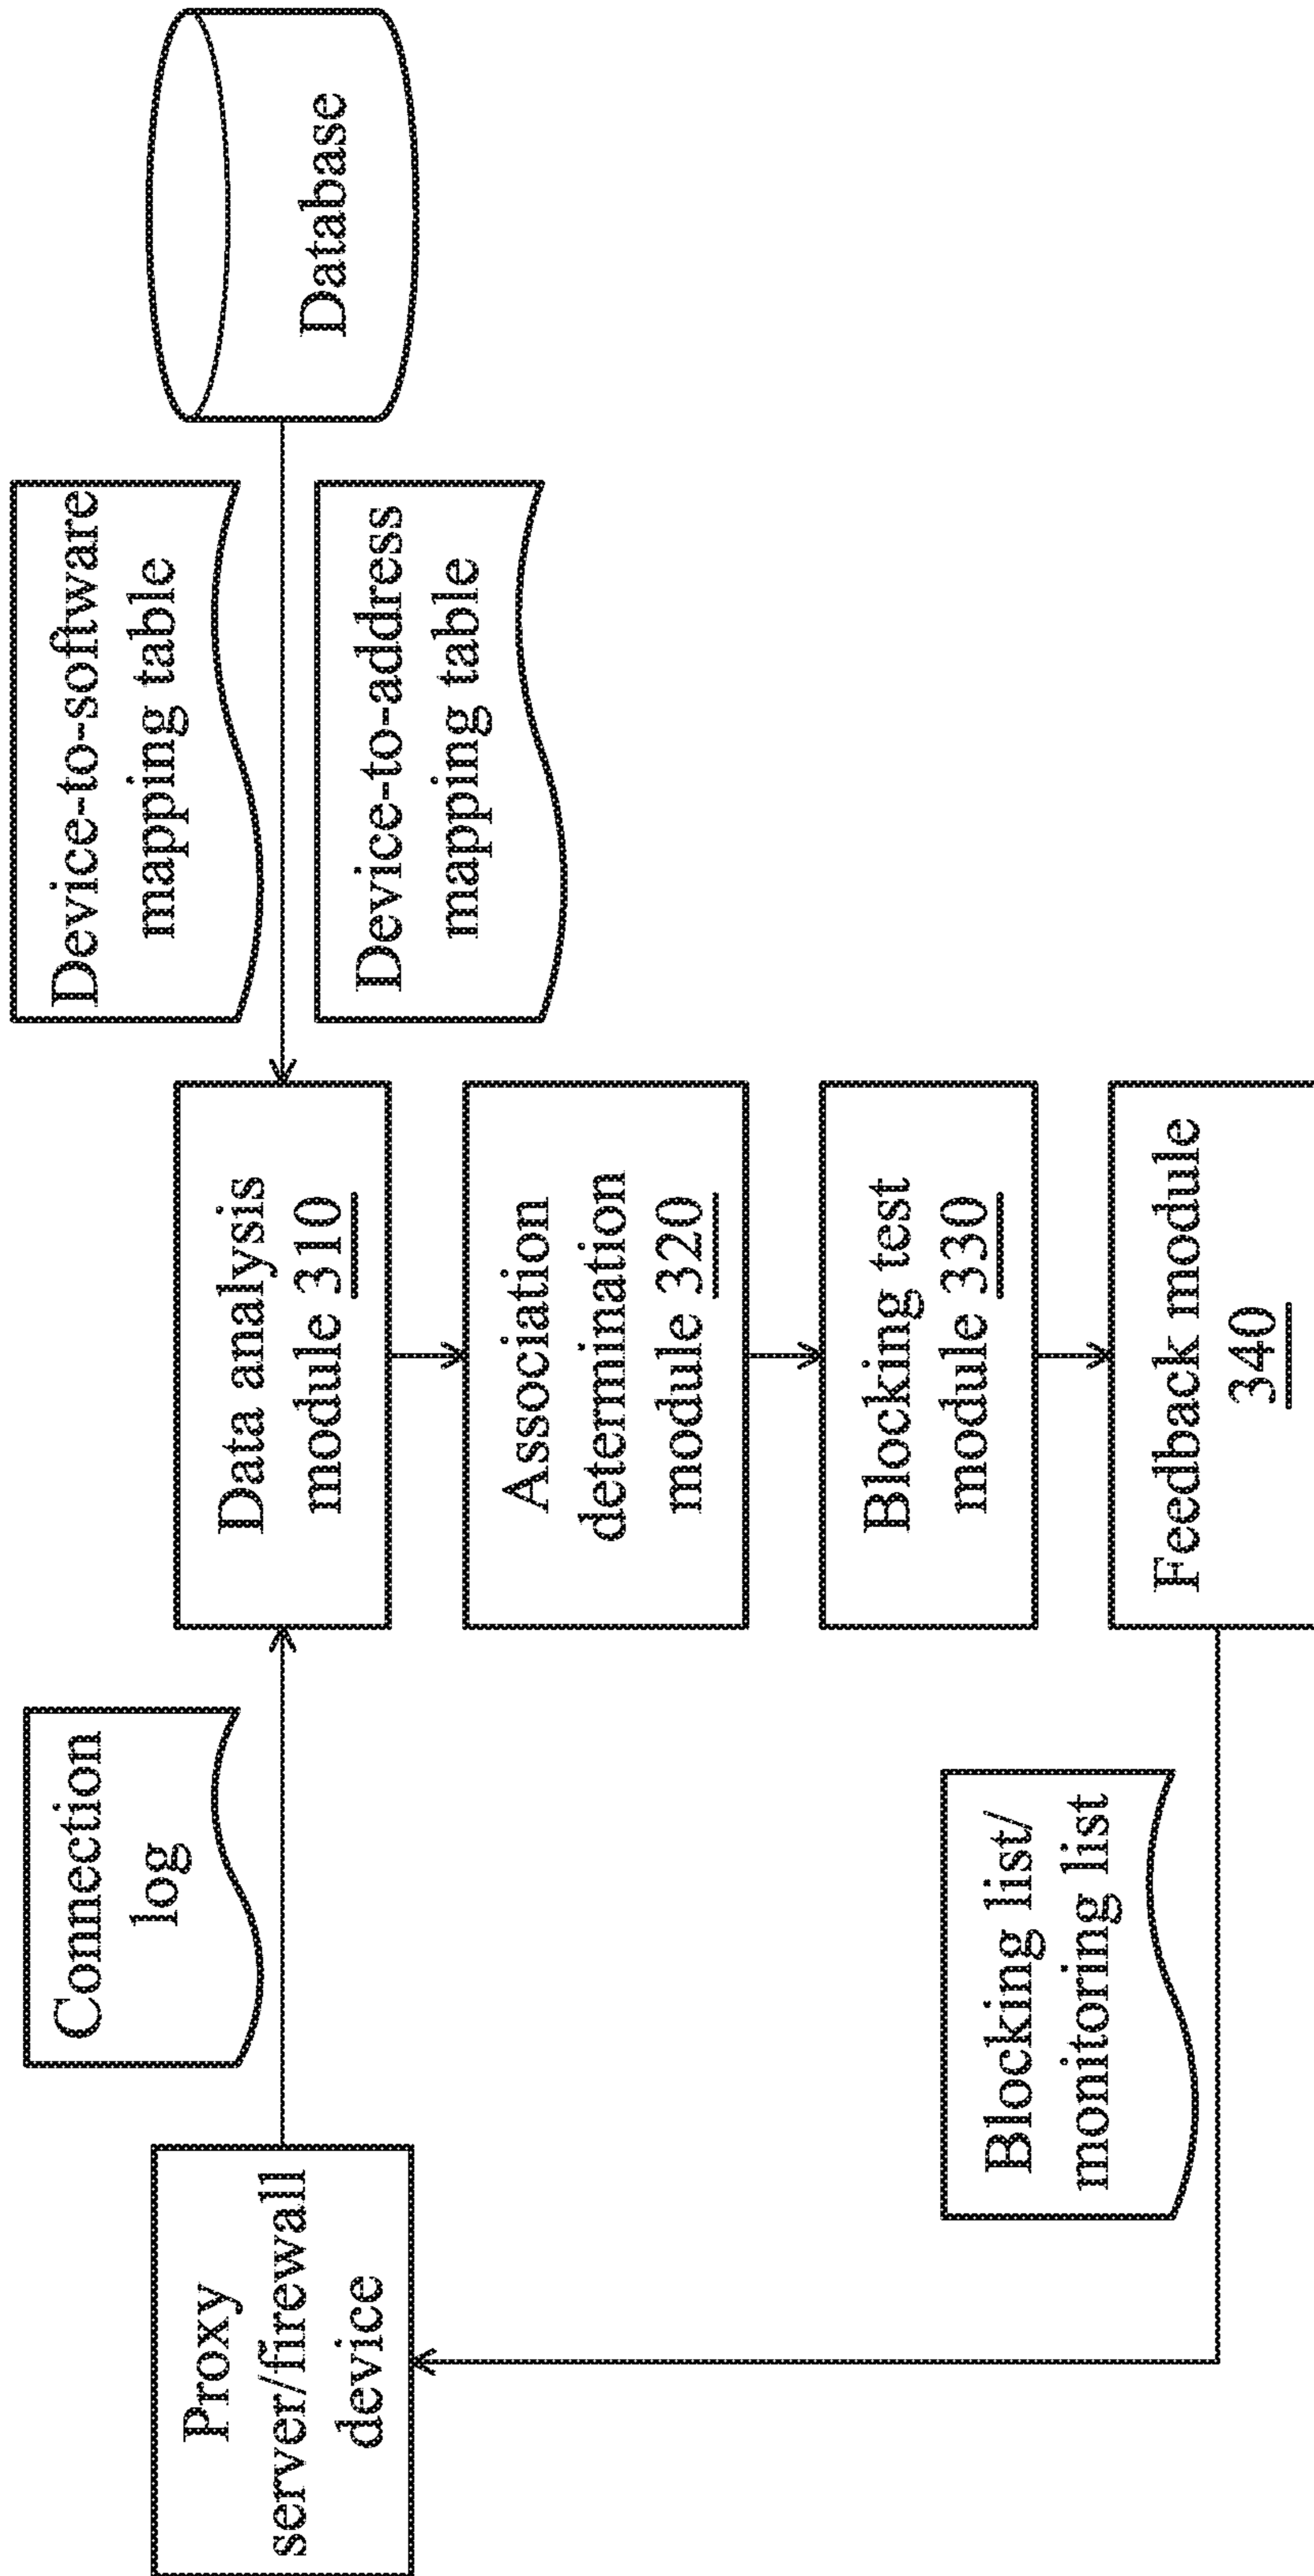 Proxy
server/firewall
device
Connection
log
Data analysis
module 310
Device-to-software
mapping table
Device-to-address
mapping table
Database
Association
determination
module 320
Blocking test
module 330
Feedback module
340
Blocking list/
monitoring list